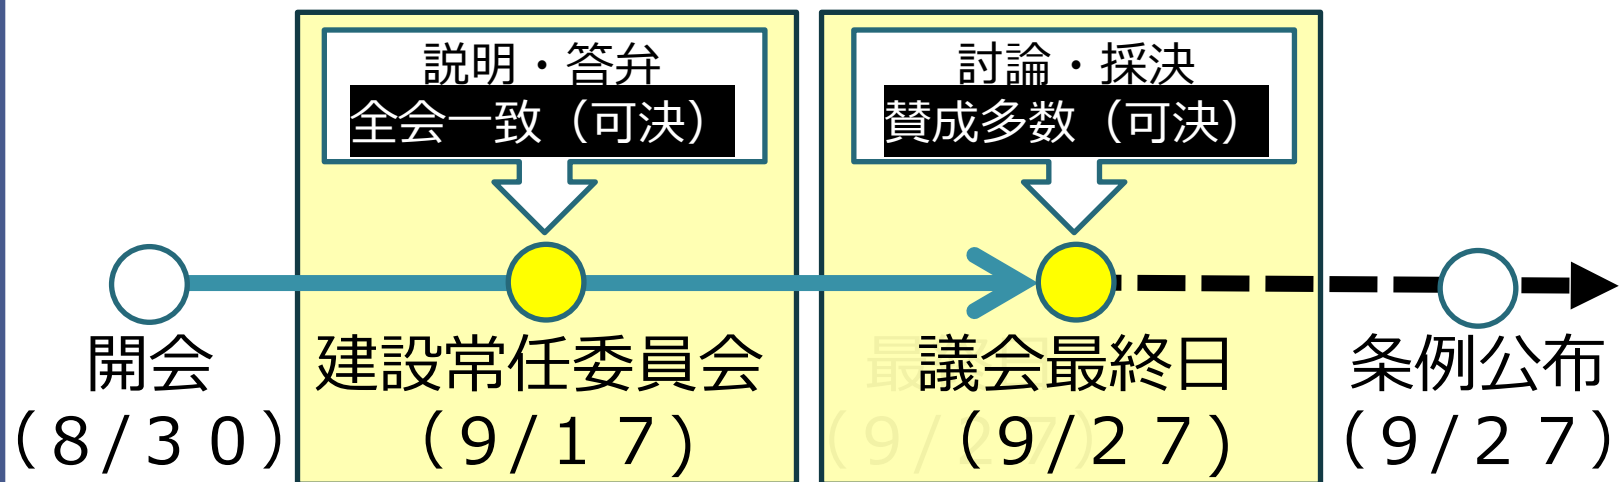 説明・答弁
全会一致（可決）
討論・採決
賛成多数（可決）
開会
（８/３０）
建設常任委員会
（９/１７）
議会最終日
（９/２７）
条例公布
（９/２７）